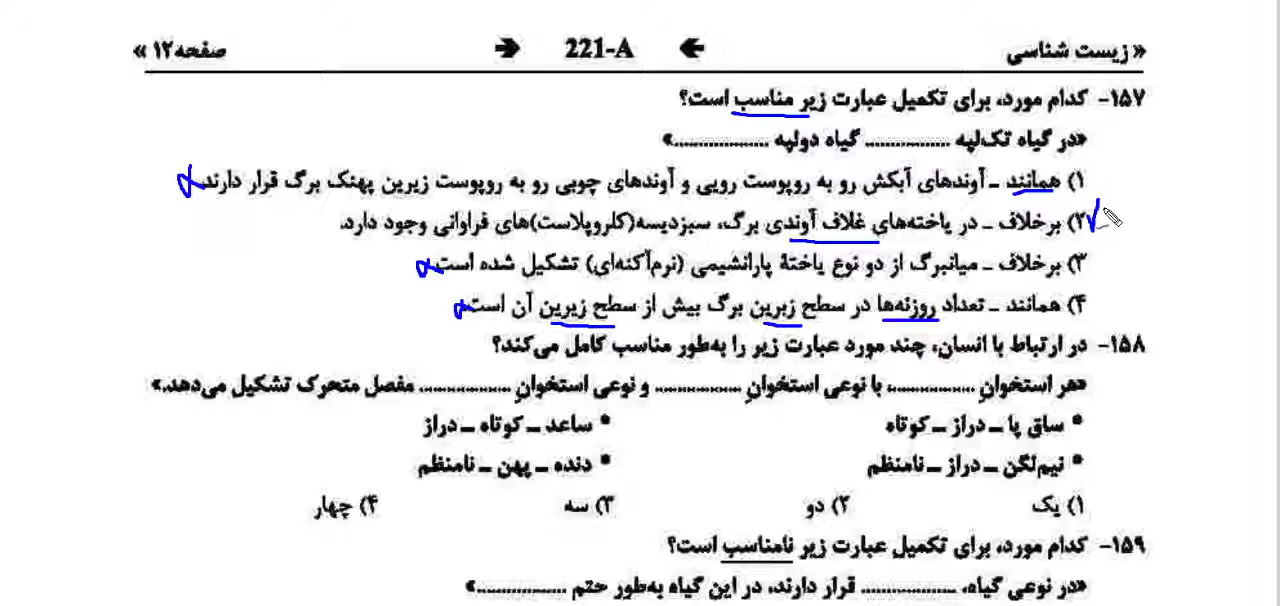 « زیست شناسی    221-A    صفحه ۱۲ »
۱۵۷- کدام مورد، برای تکمیل عبارت زیر مناسب است؟
«در گیاه تک‌لپه ................ گیاه دولپه ..................»
۱) همانند ـ آوندهای آبکش رو به روپوست رویی و آوندهای چوبی رو به روپوست زیرین پهنک برگ قرار دارند.
۲) برخلاف ـ در یاخته‌های غلاف آوندی برگ، سبزدیسه(کلروپلاست)های فراوانی وجود دارد.
۳) برخلاف ـ میانبرگ از دو نوع یاختهٔ پارانشیمی (نرم‌آکنه‌ای) تشکیل شده است.
۴) همانند ـ تعداد روزنه‌ها در سطح زبرین برگ بیش از سطح زیرین آن است.
۱۵۸- در ارتباط با انسان، چند مورد عبارت زیر را به‌طور مناسب کامل می‌کند؟
«هر استخوانِ ................ با نوعی استخوانِ ................ و نوعی استخوانِ ................ مفصل متحرک تشکیل می‌دهد.»
• ساق پا ـ دراز ـ کوتاه    • ساعد ـ کوتاه ـ دراز
• نیم‌لگن ـ دراز ـ نامنظم    • دنده ـ پهن ـ نامنظم
۱) یک    ۲) دو    ۳) سه    ۴) چهار
۱۵۹- کدام مورد، برای تکمیل عبارت زیر نامناسب است؟
«در نوعی گیاه، ................ قرار دارند، در این گیاه به‌طور حتم ................»